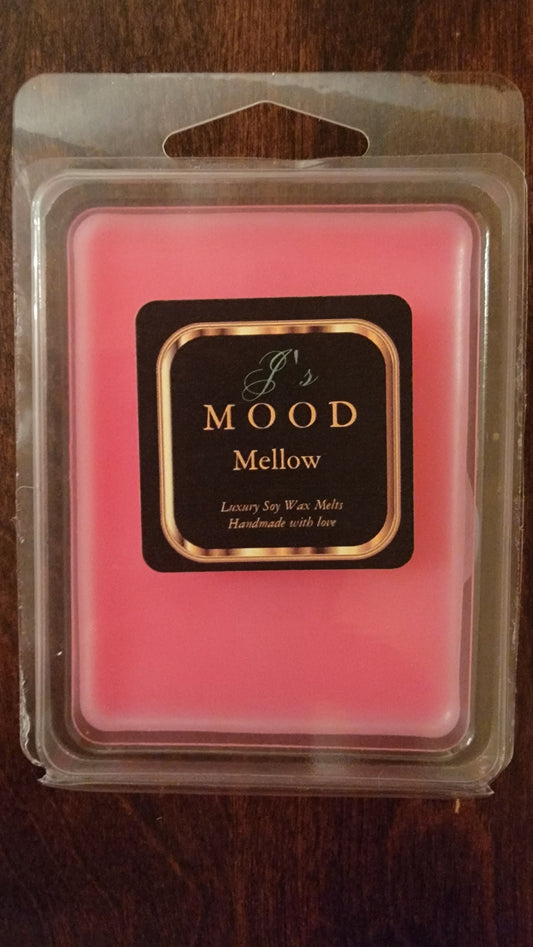 J's
MOOD
Mellow
Luxury Soy Wax Melts
Handmade with love